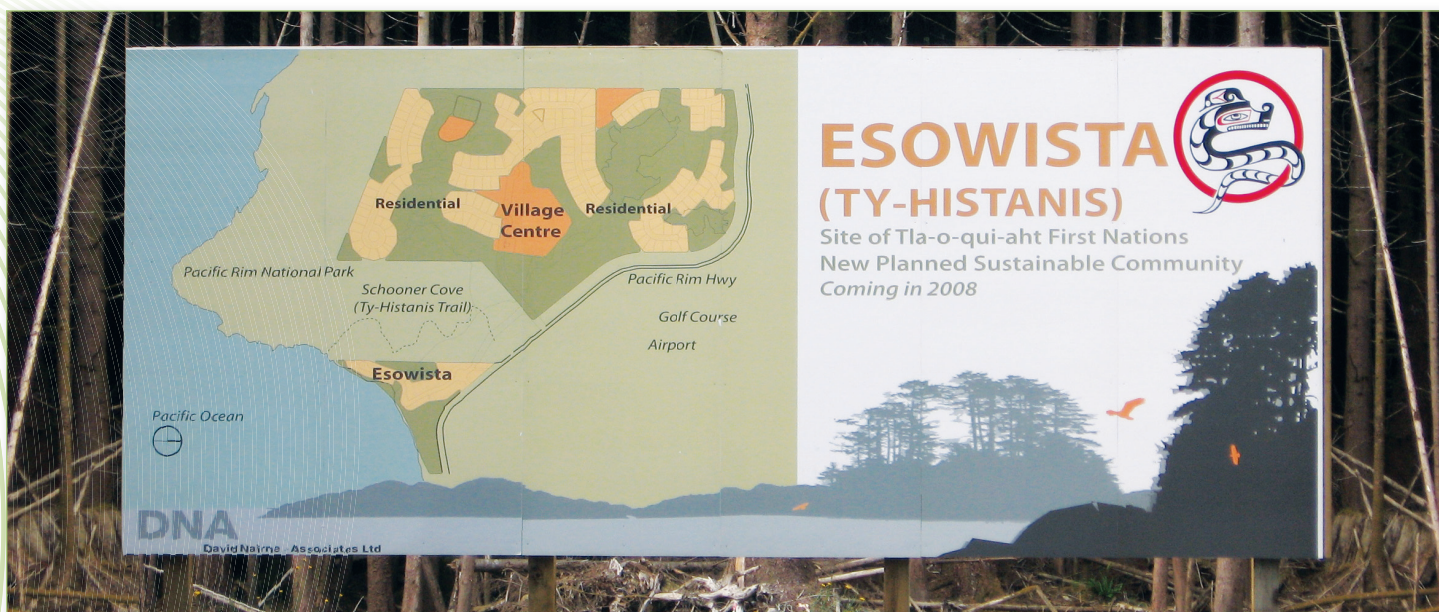 ESOWISTA
(TY-HISTANIS)
Site of Tla-o-qui-aht First Nations
New Planned Sustainable Community
Coming in 2008
Residential
Village
Centre
Residential
Pacific Rim National Park
Schooner Cove
(Ty-Histanis Trail)
Pacific Rim Hwy
Golf Course
Airport
Esowista
Pacific Ocean
DNA
David Nairne + Associates Ltd